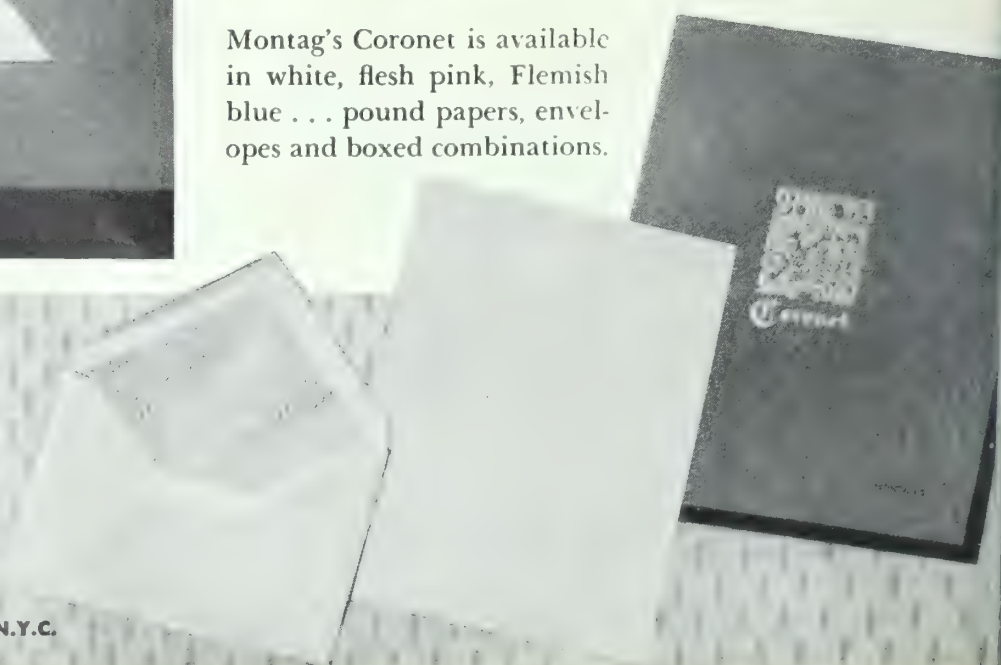 Montag's Coronet is available
in white, flesh pink, Flemish
blue . . . pound papers, envel-
opes and boxed combinations.
Coronet
N.Y.C.